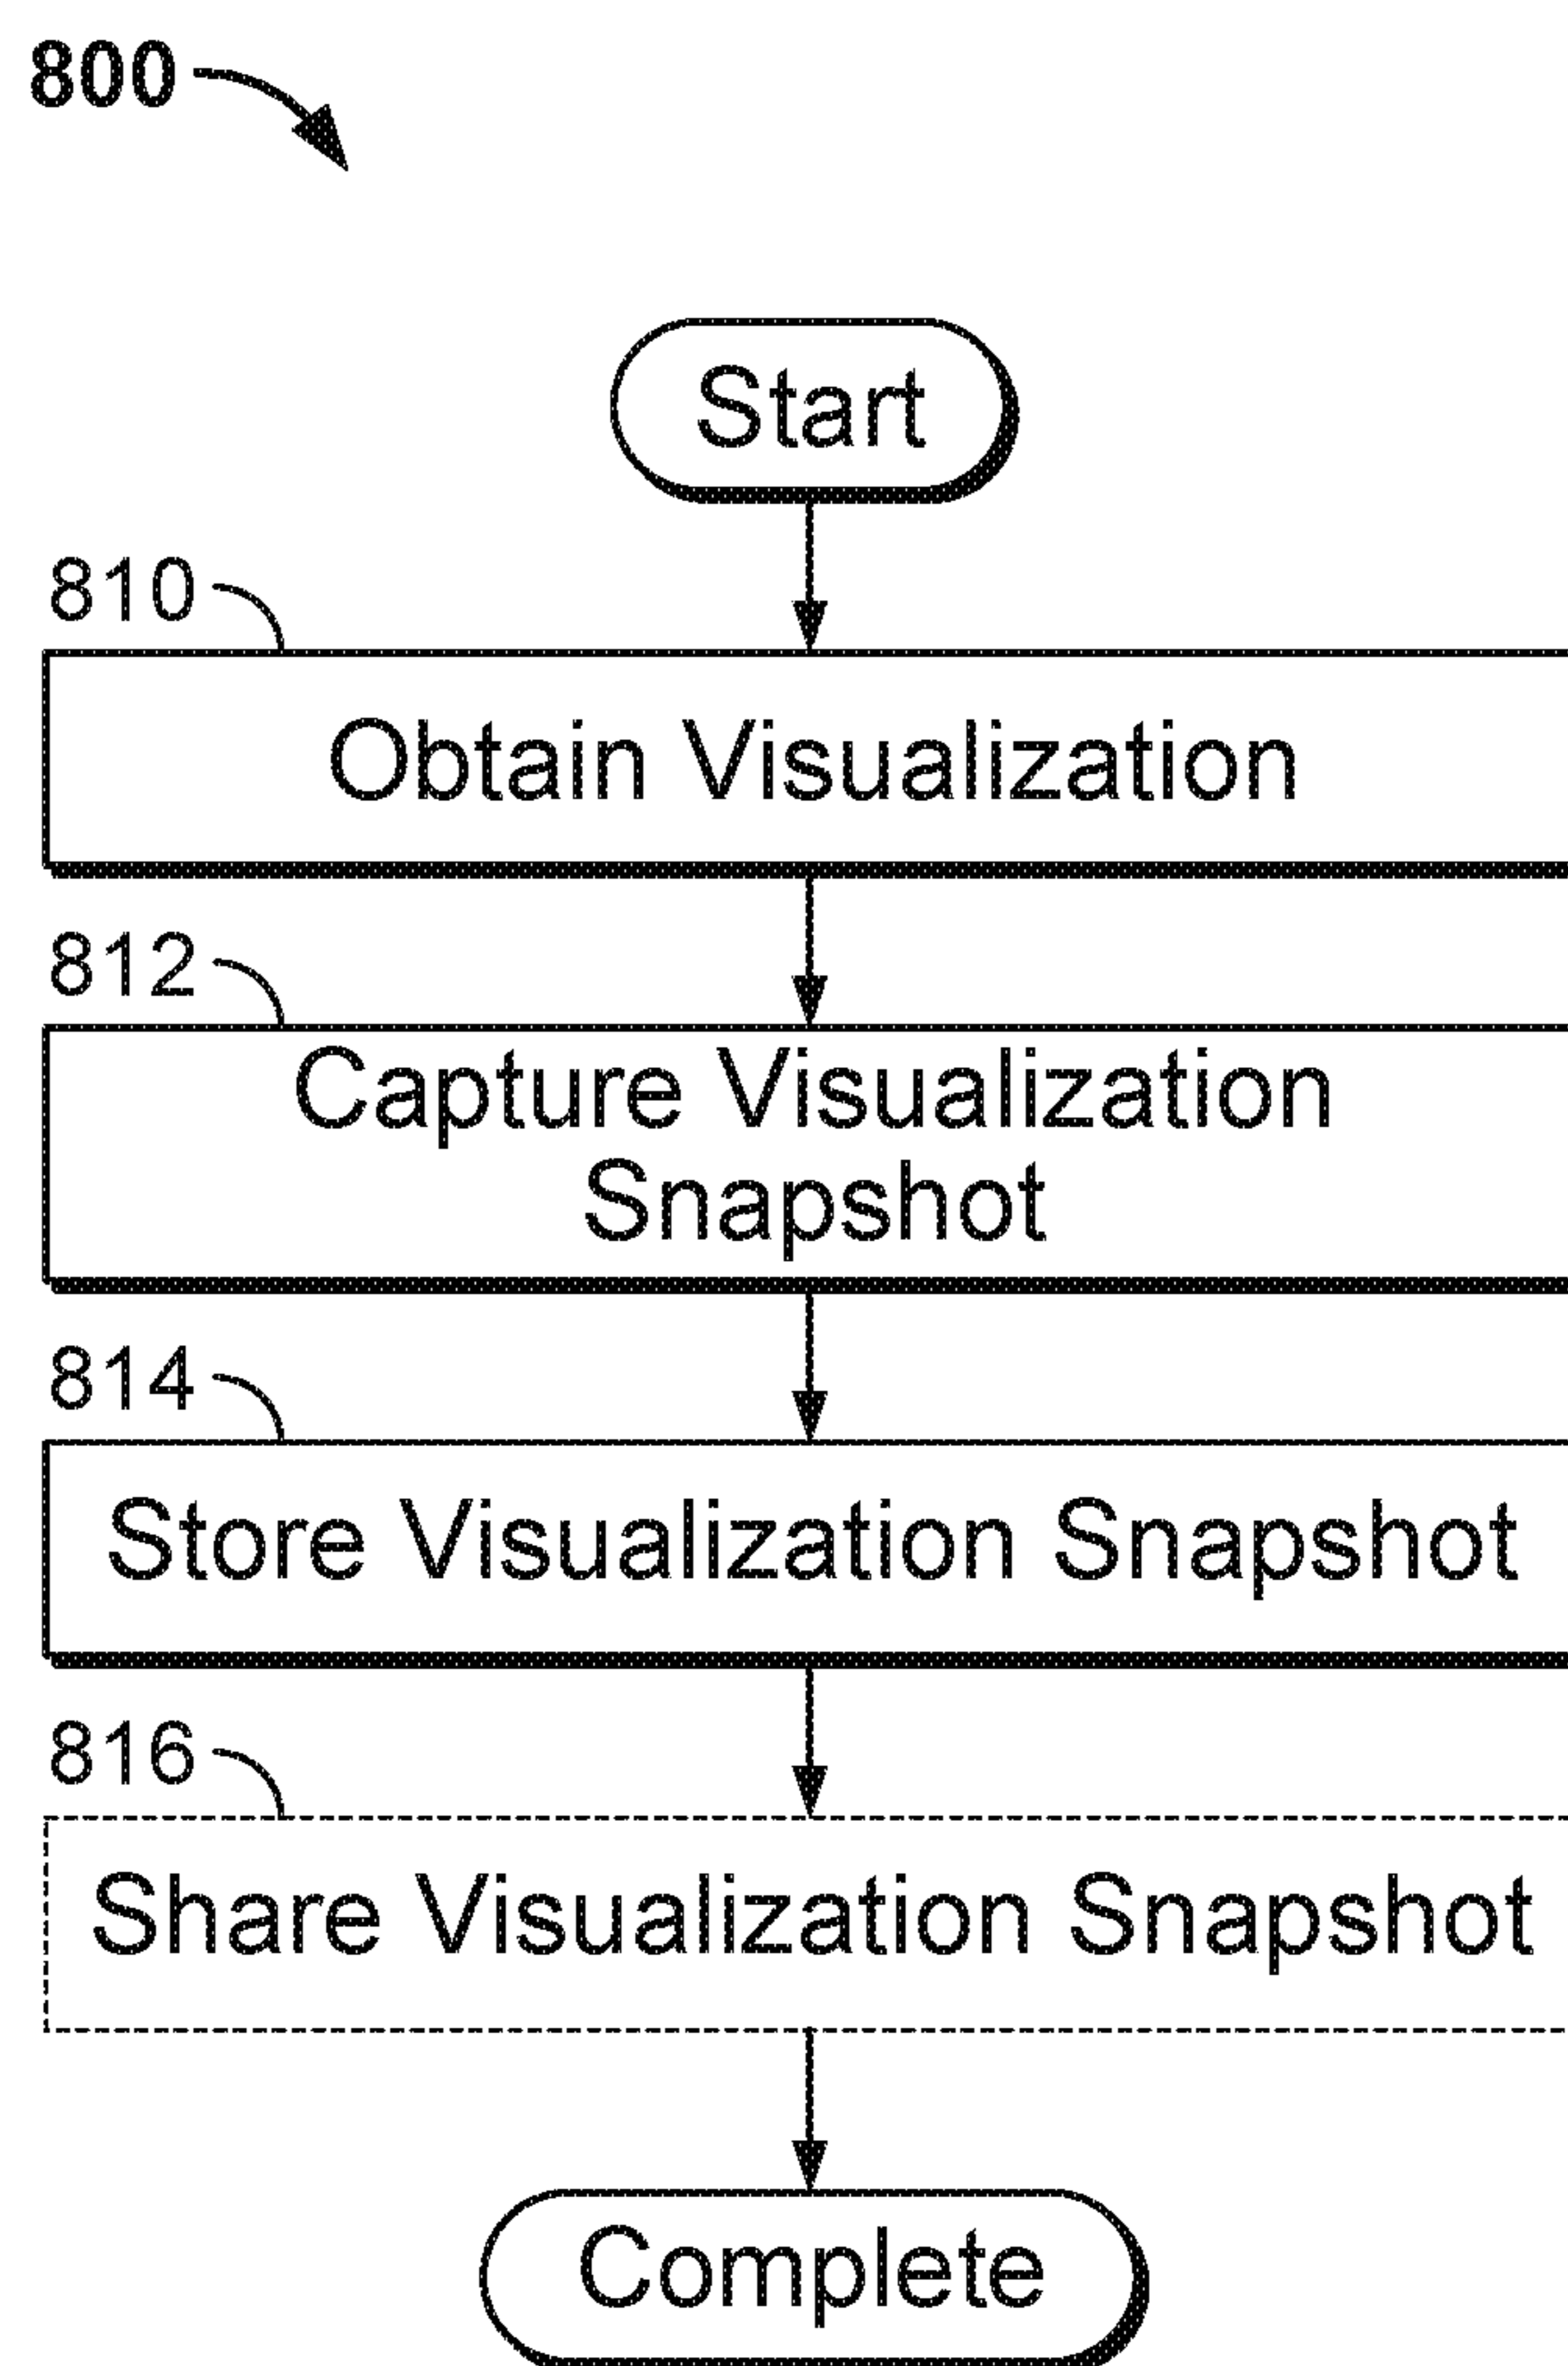 800
Start
810
Obtain Visualization
812
Capture Visualization
Snapshot
814
Store Visualization Snapshot
816
Share Visualization Snapshot
Complete